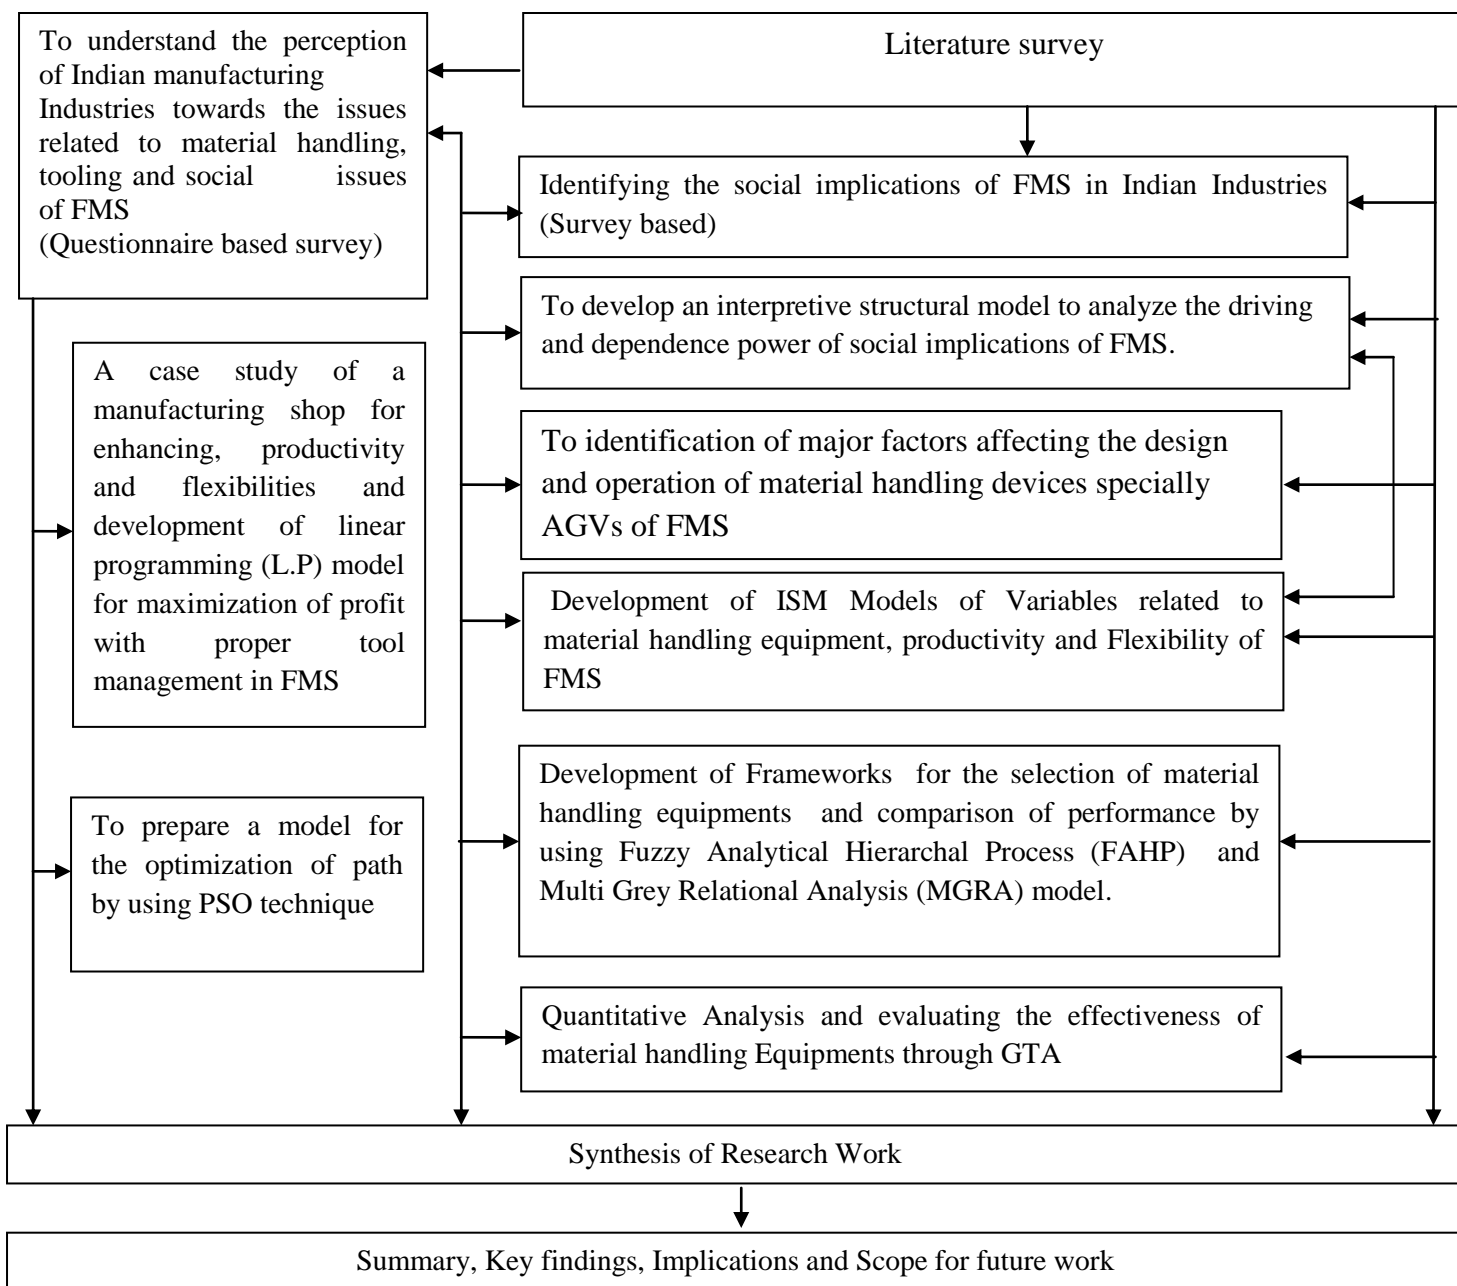 To understand the perception
of Indian manufacturing
Industries towards the issues
related to material handling,
tooling and social issues
of FMS
(Questionnaire based survey)
Literature survey
Identifying the social implications of FMS in Indian Industries
(Survey based)
To develop an interpretive structural model to analyze the driving
and dependence power of social implications of FMS.
A case study of a
manufacturing shop for
enhancing, productivity
and flexibilities and
development of linear
programming (L.P) model
for maximization of profit
with proper tool
management in FMS
To identification of major factors affecting the design
and operation of material handling devices specially
AGVs of FMS
Development of ISM Models of Variables related to
material handling equipment, productivity and Flexibility of
FMS
To prepare a model for
the optimization of path
by using PSO technique
Development of Frameworks for the selection of material
handling equipments and comparison of performance by
using Fuzzy Analytical Hierarchal Process (FAHP) and
Multi Grey Relational Analysis (MGRA) model.
Quantitative Analysis and evaluating the effectiveness of
material handling Equipments through GTA
Synthesis of Research Work
Summary, Key findings, Implications and Scope for future work